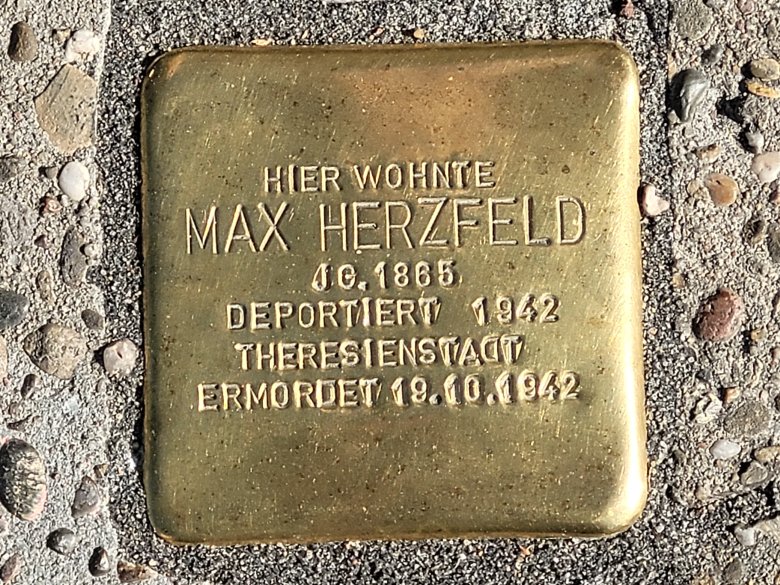 HIER WOHNTE
MAX HERZFELD
JG. 1865
DEPORTIERT 1942
THERESIENSTADT
ERMORDET 19.10.1942